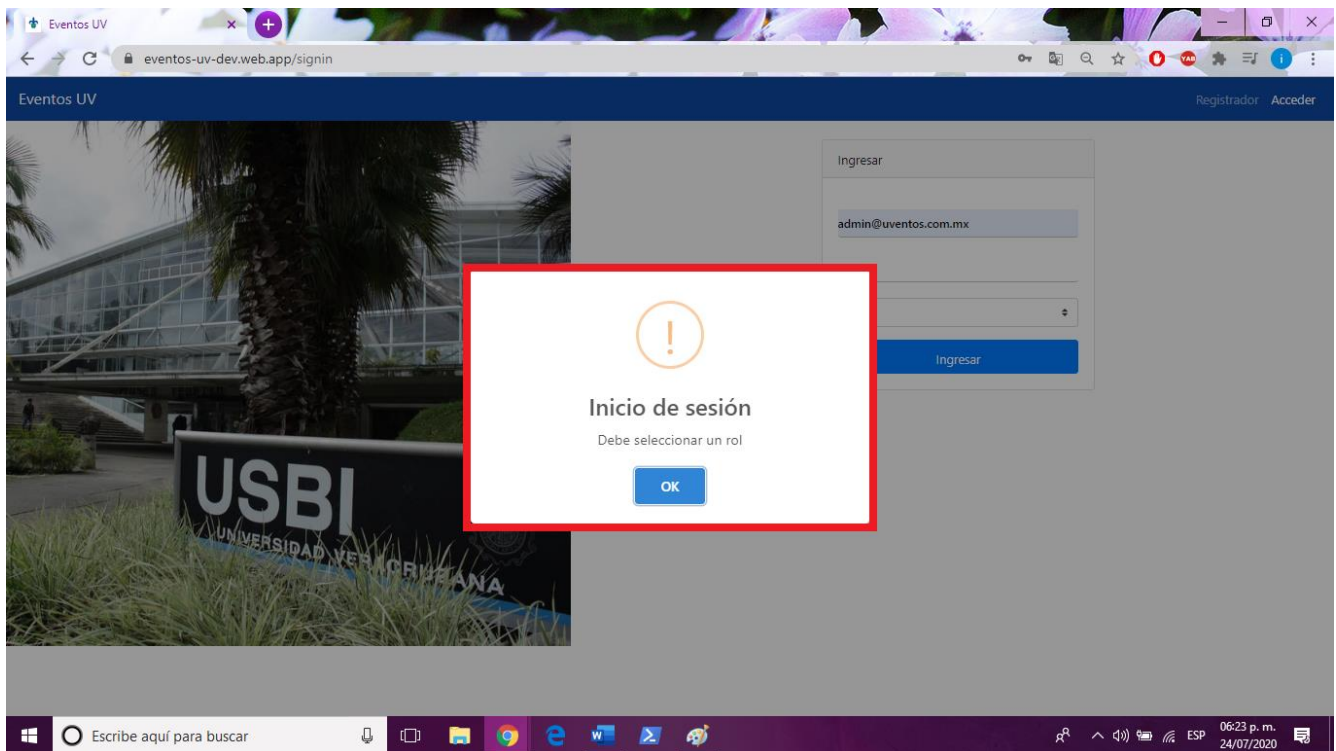 Eventos UV
eventos-uv-dev.web.app/signin
Eventos UV
Registrador Acceder
Ingresar
admin@uventos.com.mx
Ingresar
!
Inicio de sesión
Debe seleccionar un rol
OK
USBI
UNIVERSIDAD VERACRUZANA
Escribe aquí para buscar
ESP
06:23 p. m.
24/07/2020